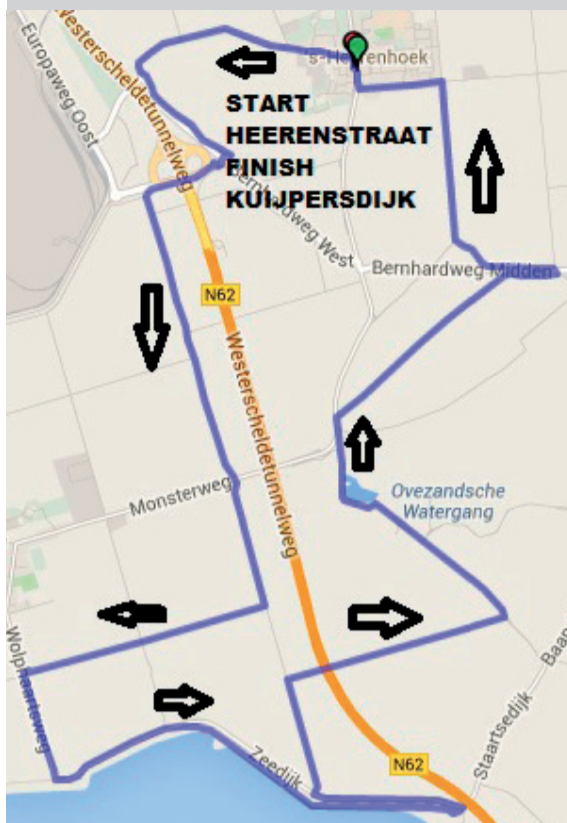 Westerscheldetunnelweg
Europaweg Oost
's-Heerenhoek
START
HEERENSTRAAT
FINISH
KUIJPERSDIJK
Bernhardweg West
Bernhardweg Midden
N62
Westerscheldetunnelweg
Monsterweg
Ovezandsche
Watergang
Wolphaartsweg
Baan
Staartsedijk
Zeedijk
N62